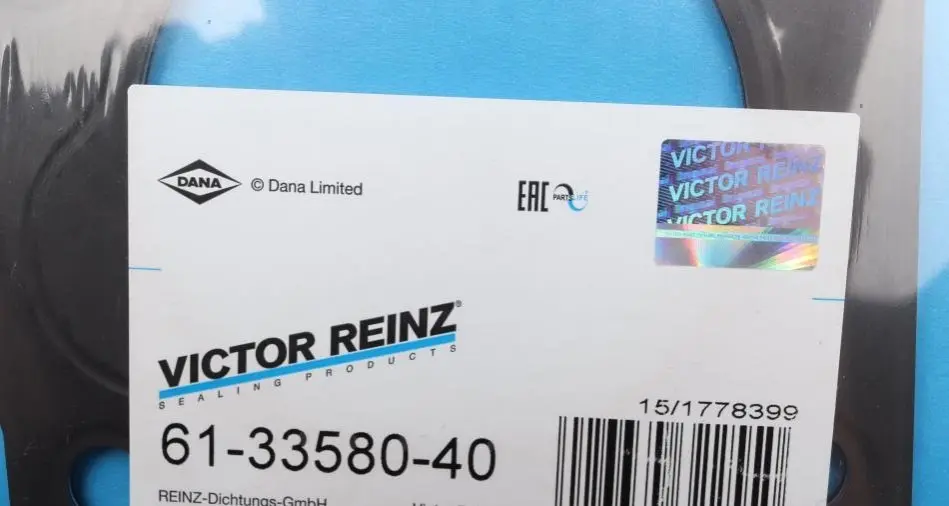 DANA
© Dana Limited
EAC
PARTSLIFE
VICTOR REINZ
VICTOR REINZ
VICTOR REINZ
VICTOR REINZ®
SEALING PRODUCTS
15/1778399
61-33580-40
REINZ-Dichtungs-GmbH